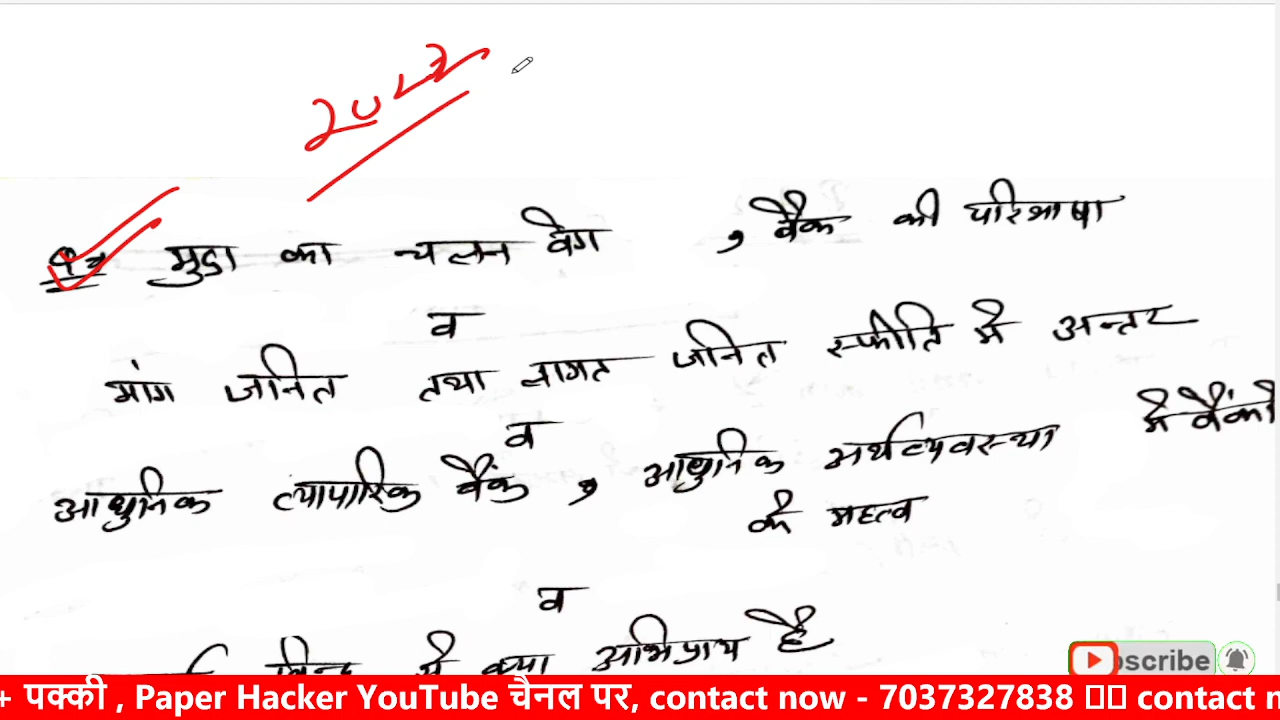 2023
मुद्रा का चलन वेग , बैंक की परिभाषा
व
मांग जनित तथा लागत जनित स्फीति में अन्तर
व
आधुनिक व्यापारिक बैंक , आधुनिक अर्थव्यवस्था में बैंको
के महत्व
व
से क्या अभिप्राय है
bscribe
+ पक्की , Paper Hacker YouTube चैनल पर, contact now - 7037327838 contact n